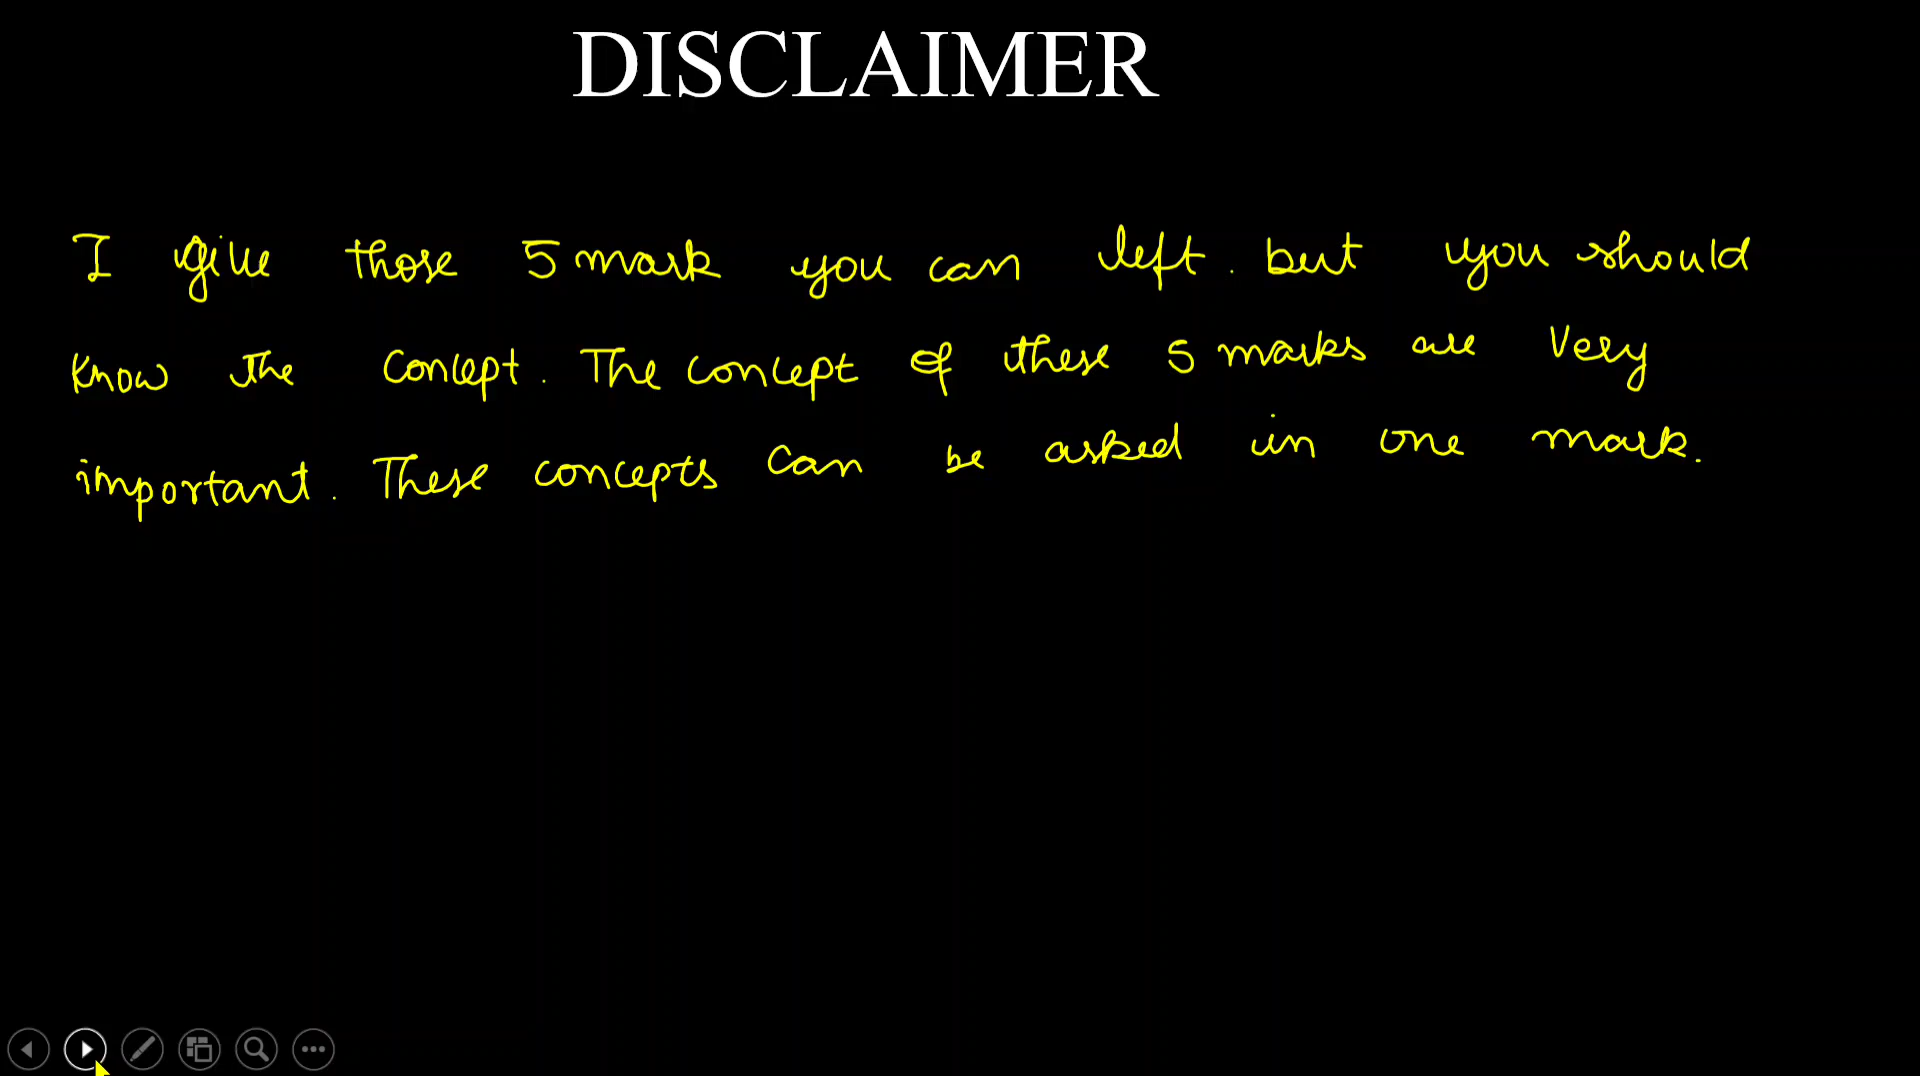 DISCLAIMER
I give those 5 mark you can left. but you should
know the concept. The concept of these 5 marks are very
important. These concepts can be asked in one mark.